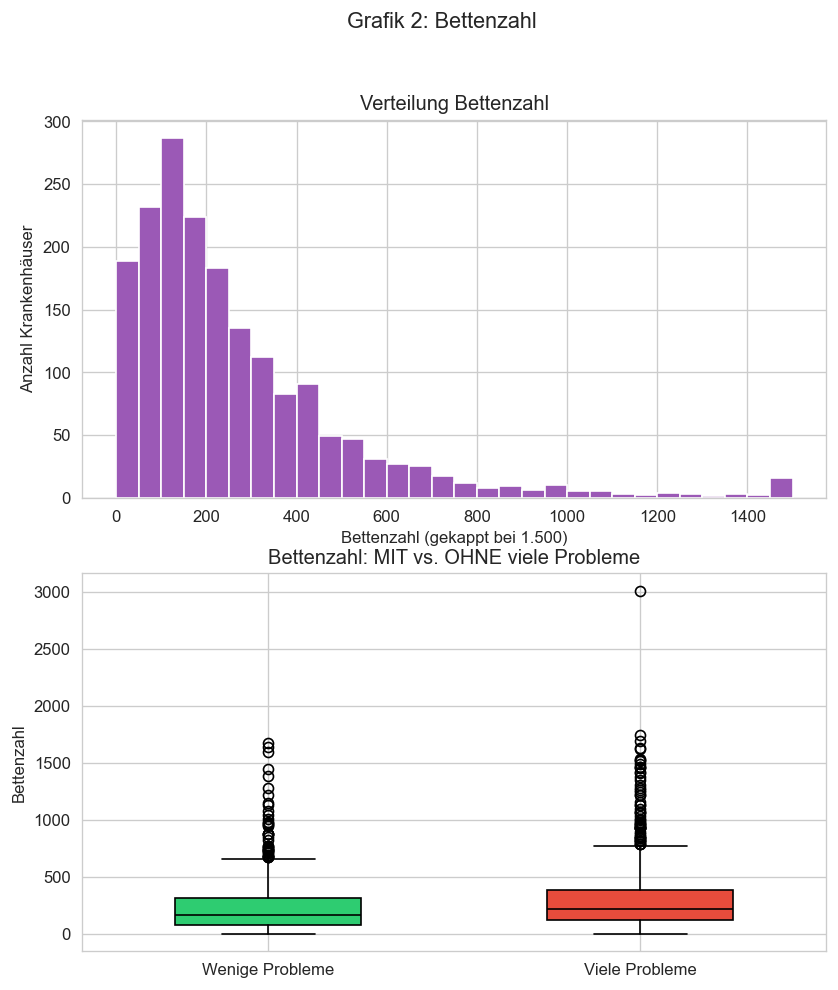 Grafik 2: Bettenzahl
Verteilung Bettenzahl
300
250
200
150
100
50
0
Anzahl Krankenhäuser
0 200 400 600 800 1000 1200 1400
Bettenzahl (gekappt bei 1.500)
Bettenzahl: MIT vs. OHNE viele Probleme
3000
2500
2000
1500
1000
500
0
Bettenzahl
Wenige Probleme Viele Probleme